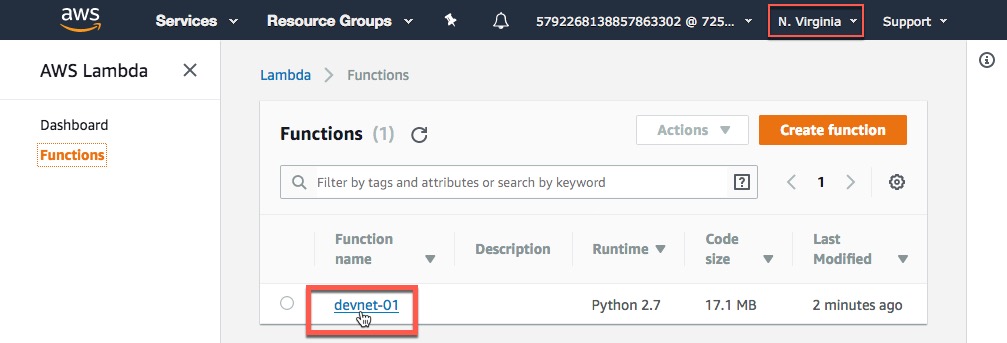 aws Services Resource Groups 5792268138857863302 @ 725... N. Virginia Support
AWS Lambda
Lambda Functions
Dashboard
Functions
Functions (1) Actions Create function
Filter by tags and attributes or search by keyword ? 1
Function name Description Runtime Code size Last Modified
devnet-01 Python 2.7 17.1 MB 2 minutes ago